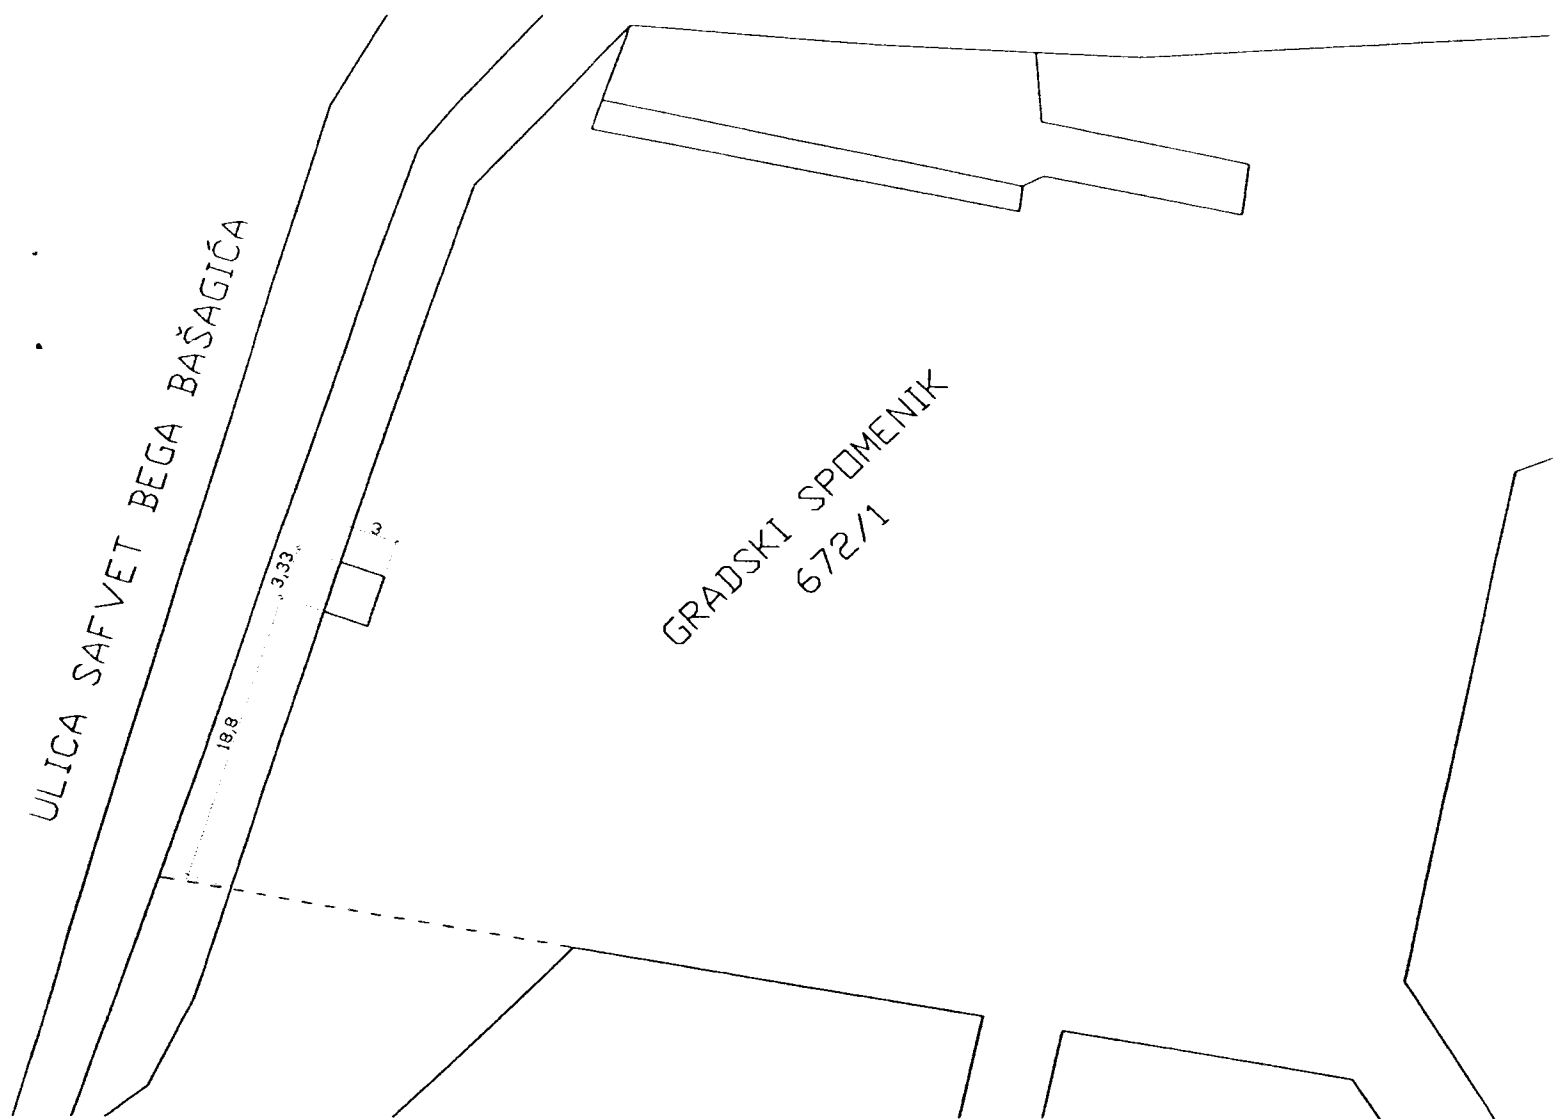 ULICA SAFVET BEGA BAŠAGIĆA
GRADSKI SPOMENIK
672/1
3
3,33
18,8